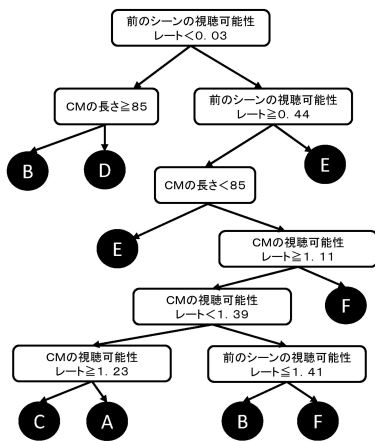 前のシーンの視聴可能性
レート<0.03
CMの長さ≧85
前のシーンの視聴可能性
レート≧0.44
B
D
E
CMの長さ<85
E
CMの視聴可能性
レート≧1.11
CMの視聴可能性
レート<1.39
F
CMの視聴可能性
レート≧1.23
前のシーンの視聴可能性
レート≦1.41
C
A
B
F